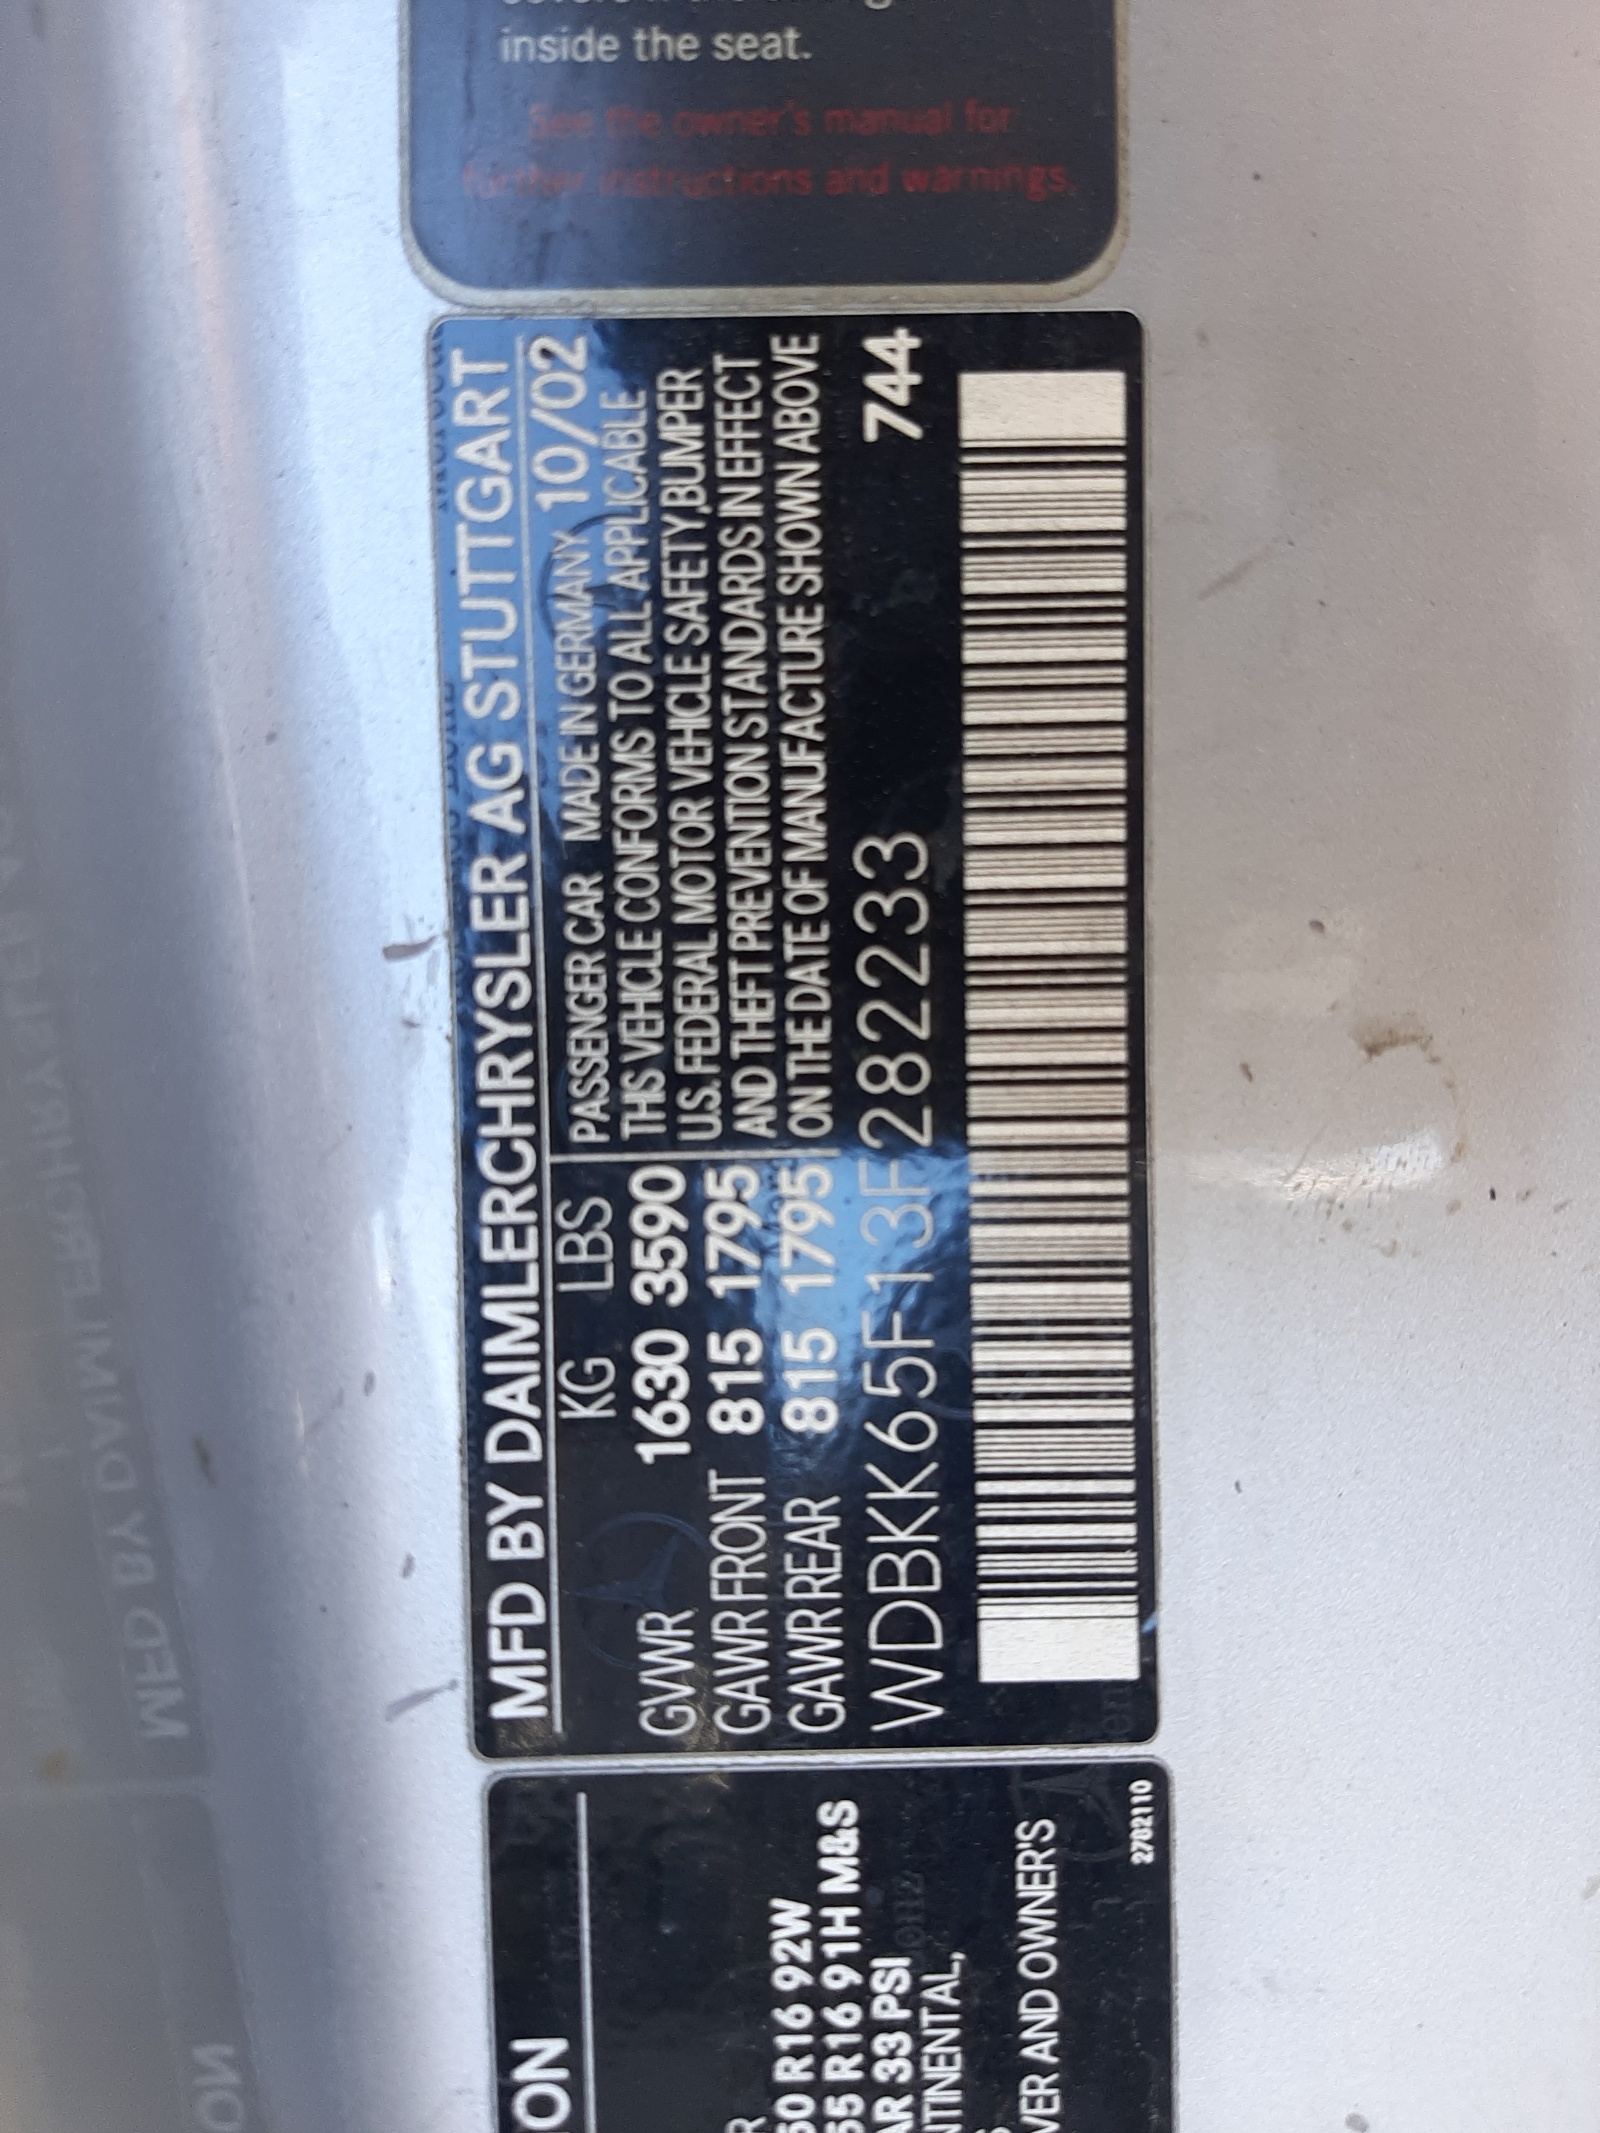 inside the seat.
See the owner's manual for
further instructions and warnings.
MFD BY DAIMLERCHRYSLER AG STUTTGART
KG LBS PASSENGER CAR MADE IN GERMANY 10/02
THIS VEHICLE CONFORMS TO ALL APPLICABLE
GVWR 1630 3590 U.S. FEDERAL MOTOR VEHICLE SAFETY,BUMPER
GAWR FRONT 815 1795 AND THEFT PREVENTION STANDARDS IN EFFECT
GAWR REAR 815 1795 ON THE DATE OF MANUFACTURE SHOWN ABOVE
WDBKK65F13F282233 744
ION
50 R16 92W
55 R16 91H M&S
AR 33 PSI
NTINENTAL,
VER AND OWNER'S
2782110